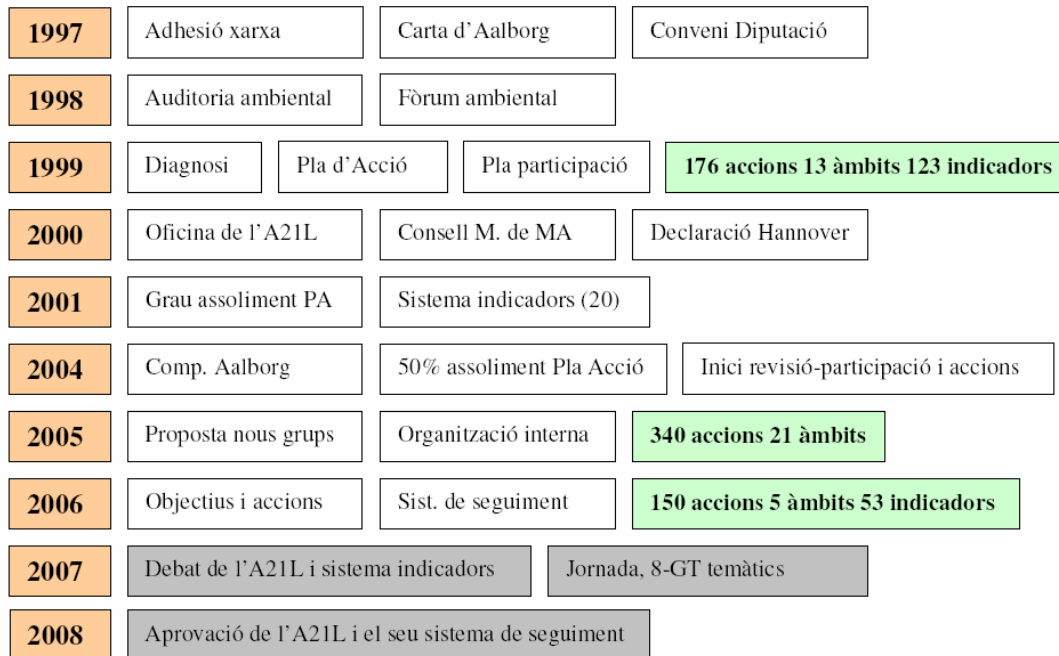 1997 Adhesió xarxa Carta d'Aalborg Conveni Diputació
1998 Auditoria ambiental Fòrum ambiental
1999 Diagnosi Pla d'Acció Pla participació 176 accions 13 àmbits 123 indicadors
2000 Oficina de l'A21L Consell M. de MA Declaració Hannover
2001 Grau assoliment PA Sistema indicadors (20)
2004 Comp. Aalborg 50% assoliment Pla Acció Inici revisió-participació i accions
2005 Proposta nous grups Organització interna 340 accions 21 àmbits
2006 Objectius i accions Sist. de seguiment 150 accions 5 àmbits 53 indicadors
2007 Debat de l'A21L i sistema indicadors Jornada, 8-GT temàtics
2008 Aprovació de l'A21L i el seu sistema de seguiment